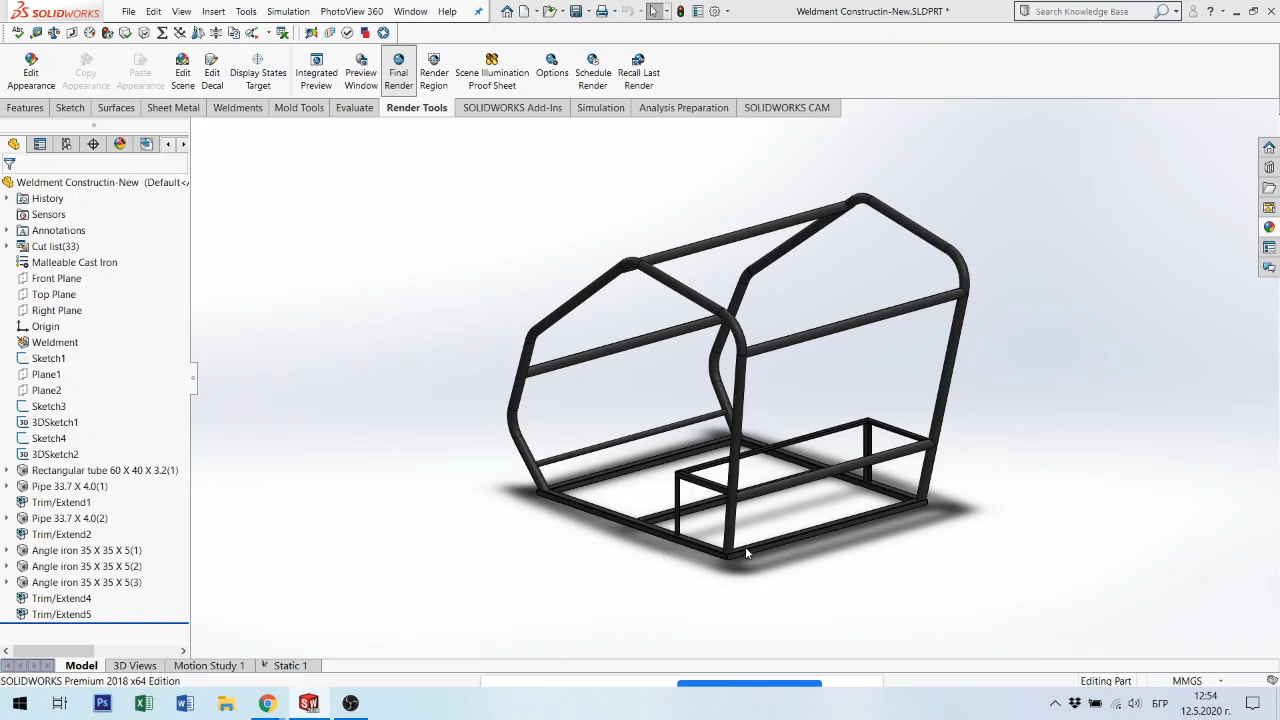 SOLIDWORKS
File Edit View Insert Tools Simulation PhotoView 360 Window Help
Weldment Constructin-New.SLDPRT *
Search Knowledge Base
Edit Appearance
Copy Appearance
Paste Appearance
Edit Scene
Edit Decal
Display States Target
Integrated Preview
Preview Window
Final Render
Render Region
Scene Illumination Proof Sheet
Options
Schedule Render
Recall Last Render
Features Sketch Surfaces Sheet Metal Weldments Mold Tools Evaluate Render Tools SOLIDWORKS Add-Ins Simulation Analysis Preparation SOLIDWORKS CAM
Weldment Constructin-New (Default<
History
Sensors
Annotations
Cut list(33)
Malleable Cast Iron
Front Plane
Top Plane
Right Plane
Origin
Weldment
Sketch1
Plane1
Plane2
Sketch3
3DSketch1
Sketch4
3DSketch2
Rectangular tube 60 X 40 X 3.2(1)
Pipe 33.7 X 4.0(1)
Trim/Extend1
Pipe 33.7 X 4.0(2)
Trim/Extend2
Angle iron 35 X 35 X 5(1)
Angle iron 35 X 35 X 5(2)
Angle iron 35 X 35 X 5(3)
Trim/Extend4
Trim/Extend5
Model 3D Views Motion Study 1 Static 1
SOLIDWORKS Premium 2018 x64 Edition
Editing Part
MMGS
БГР
12:54
12.5.2020 г.